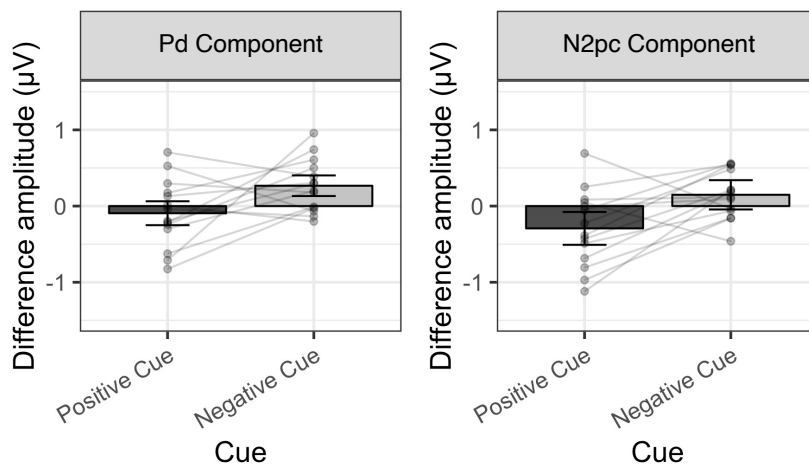 Pd Component
Difference amplitude (µV)
1
0
-1
Positive Cue
Negative Cue
Cue
N2pc Component
Difference amplitude (µV)
1
0
-1
Positive Cue
Negative Cue
Cue